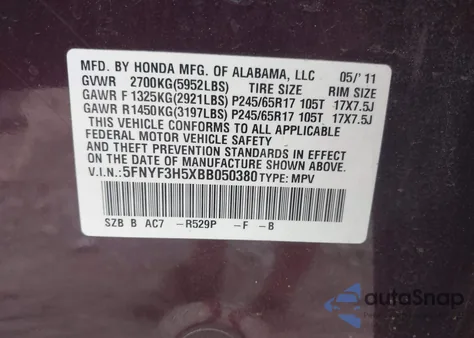 MFD. BY HONDA MFG. OF ALABAMA, LLC 05/'11
GVWR 2700KG(5952LBS) TIRE SIZE RIM SIZE
GAWR F 1325KG(2921LBS) P245/65R17 105T 17X7.5J
GAWR R1450KG(3197LBS) P245/65R17 105T 17X7.5J
THIS VEHICLE CONFORMS TO ALL APPLICABLE
FEDERAL MOTOR VEHICLE SAFETY, BUMPER,
AND THEFT PREVENTION STANDARDS IN EFFECT
ON THE DATE OF MANUFACTURE SHOWN ABOVE.
V.I.N.:5FNYF3H5XBB050380 TYPE: MPV
SZB B AC7 -R529P -F -B
autoSnap